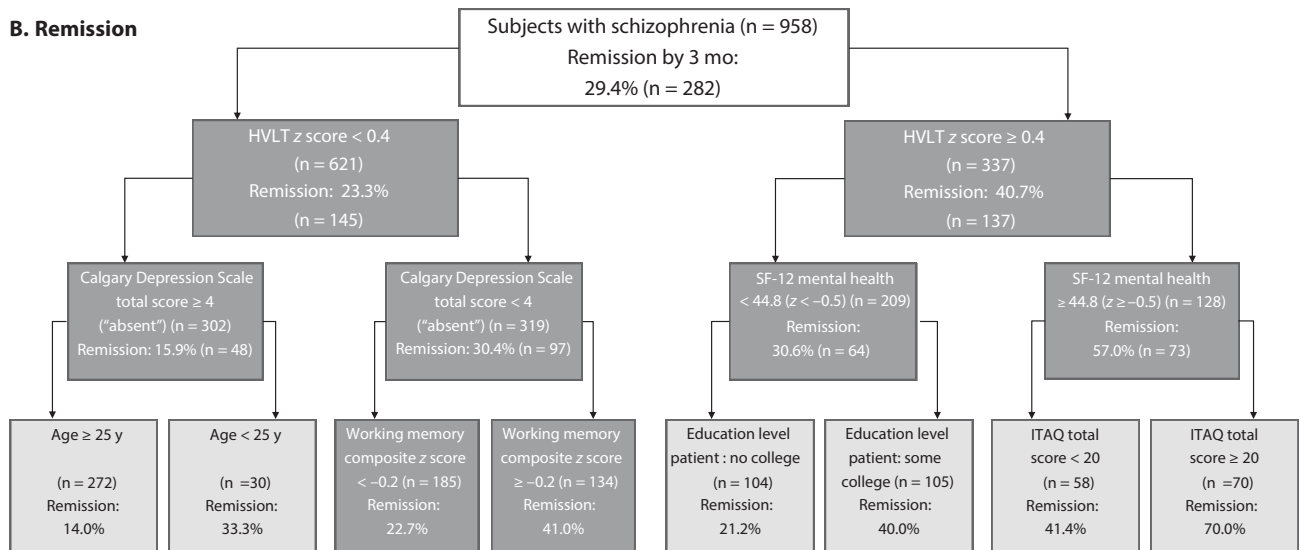 B. Remission
Subjects with schizophrenia (n = 958)
Remission by 3 mo:
29.4% (n = 282)
HVLT z score < 0.4
(n = 621)
Remission: 23.3%
(n = 145)
HVLT z score ≥ 0.4
(n = 337)
Remission: 40.7%
(n = 137)
Calgary Depression Scale
total score ≥ 4
(“absent”) (n = 302)
Remission: 15.9% (n = 48)
Calgary Depression Scale
total score < 4
(“absent”) (n = 319)
Remission: 30.4% (n = 97)
SF-12 mental health
< 44.8 (z < –0.5) (n = 209)
Remission:
30.6% (n = 64)
SF-12 mental health
≥ 44.8 (z ≥ –0.5) (n = 128)
Remission:
57.0% (n = 73)
Age ≥ 25 y
(n = 272)
Remission:
14.0%
Age < 25 y
(n =30)
Remission:
33.3%
Working memory
composite z score
< –0.2 (n = 185)
Remission:
22.7%
Working memory
composite z score
≥ –0.2 (n = 134)
Remission:
41.0%
Education level
patient : no college
(n = 104)
Remission:
21.2%
Education level
patient: some
college (n = 105)
Remission:
40.0%
ITAQ total
score < 20
(n = 58)
Remission:
41.4%
ITAQ total
score ≥ 20
(n =70)
Remission:
70.0%